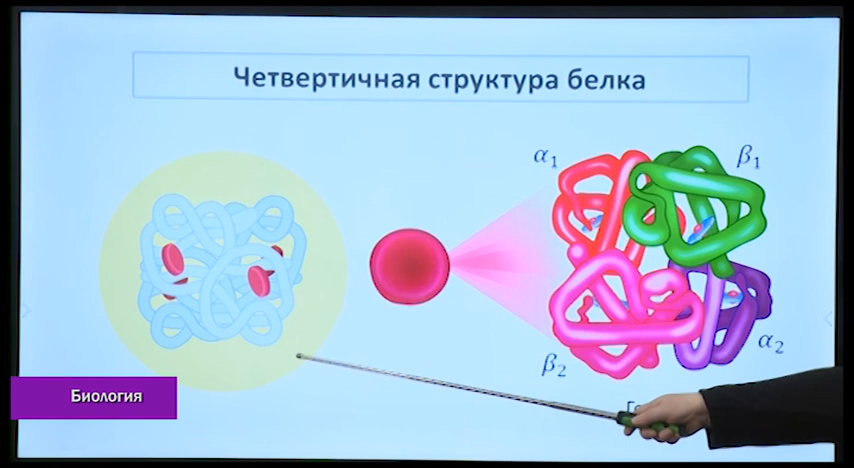 Четвертичная структура белка
α₁
β₁
β₂
α₂
Биология